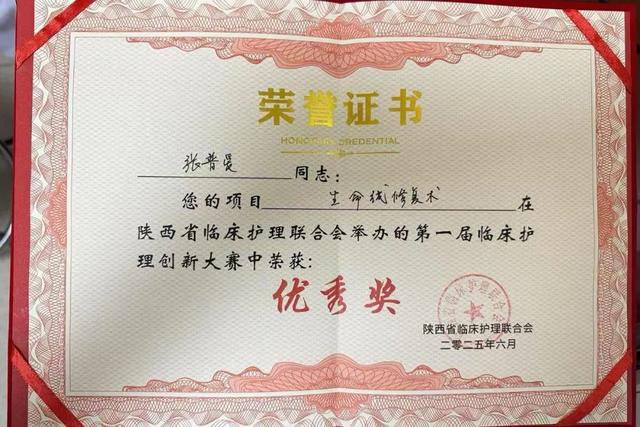 荣誉证书
HONORARY CREDENTIAL
张普晃 同志：
您的项目 生命线修复术 在
陕西省临床护理联合会举办的第一届临床护
理创新大赛中荣获：
优秀奖
陕西省临床护理联合会
二〇二五年六月